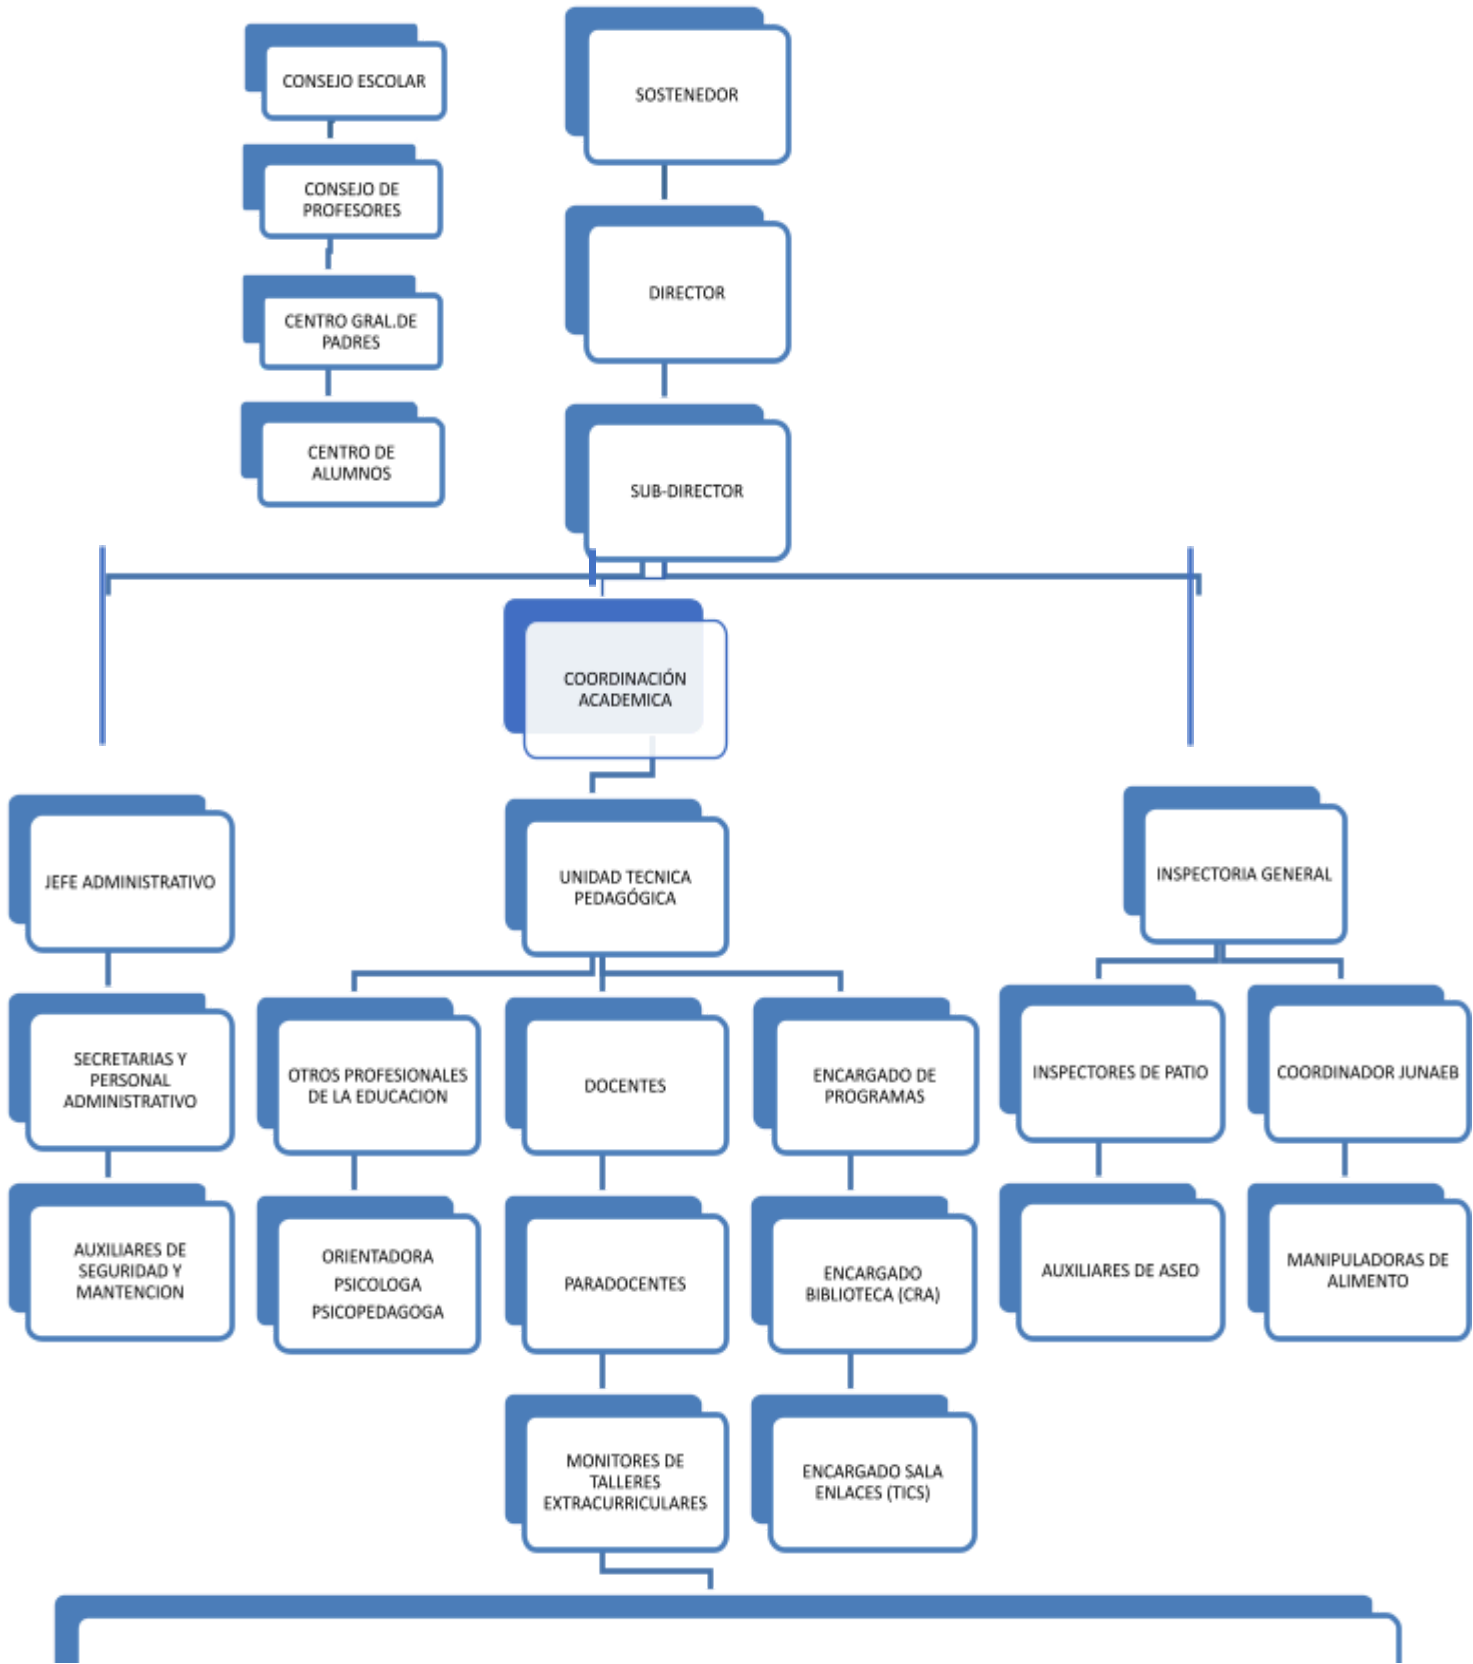 CONSEJO ESCOLAR
CONSEJO DE
PROFESORES
CENTRO GRAL.DE
PADRES
CENTRO DE
ALUMNOS
SOSTENEDOR
DIRECTOR
SUB-DIRECTOR
COORDINACIÓN
ACADEMICA
JEFE ADMINISTRATIVO
UNIDAD TECNICA
PEDAGÓGICA
INSPECTORIA GENERAL
SECRETARIAS Y
PERSONAL
ADMINISTRATIVO
OTROS PROFESIONALES
DE LA EDUCACION
DOCENTES
ENCARGADO DE
PROGRAMAS
INSPECTORES DE PATIO
COORDINADOR JUNAEB
AUXILIARES DE
SEGURIDAD Y
MANTENCION
ORIENTADORA
PSICOLOGA
PSICOPEDAGOGA
PARADOCENTES
ENCARGADO
BIBLIOTECA (CRA)
AUXILIARES DE ASEO
MANIPULADORAS DE
ALIMENTO
MONITORES DE
TALLERES
EXTRACURRICULARES
ENCARGADO SALA
ENLACES (TICS)